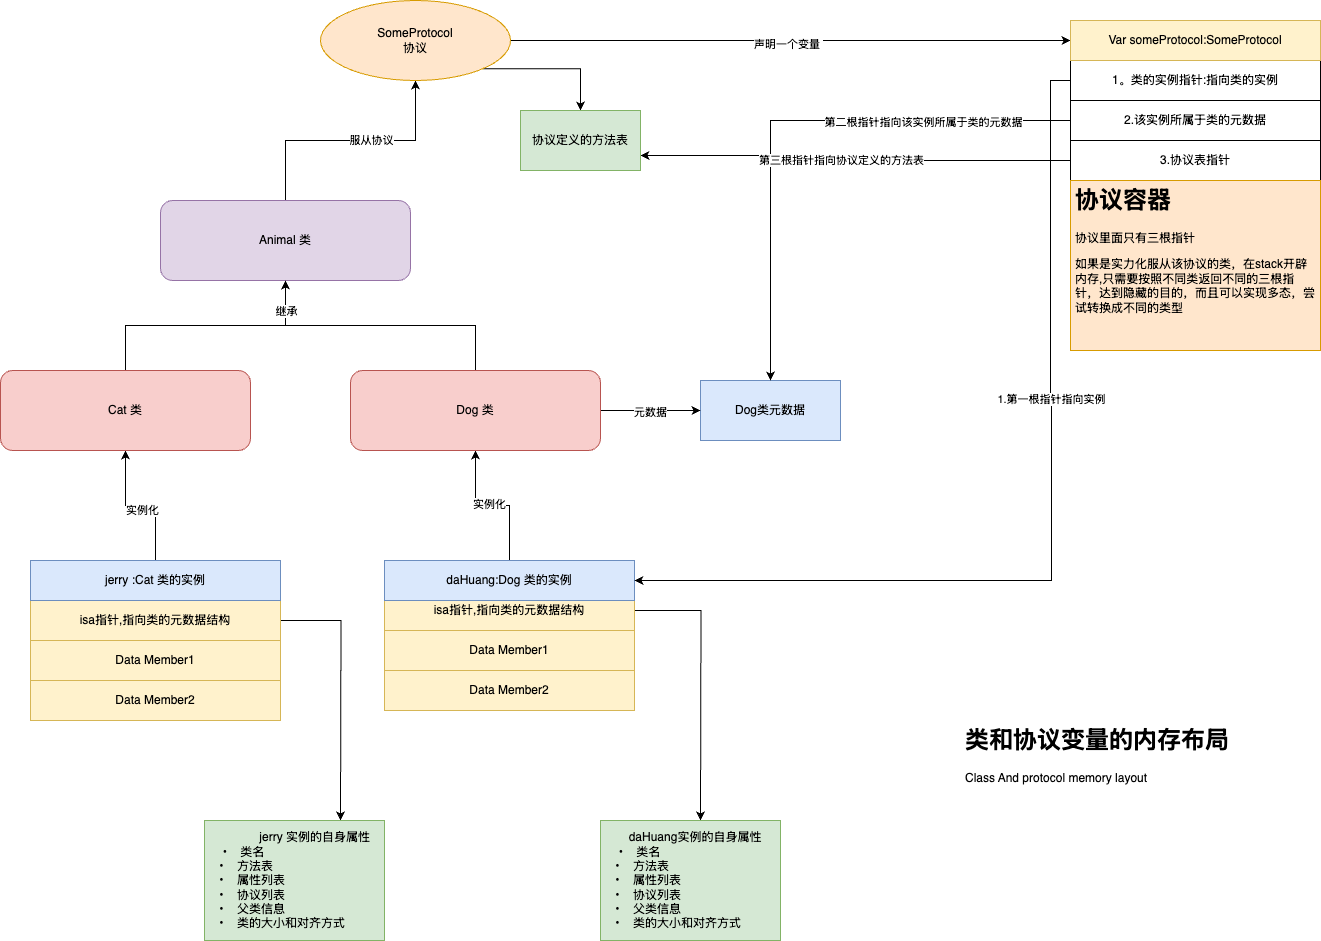 SomeProtocol
协议
声明一个变量
Var someProtocol:SomeProtocol
1。类的实例指针:指向类的实例
2.该实例所属于类的元数据
3.协议表指针
协议容器
协议里面只有三根指针
如果是实力化服从该协议的类，在stack开辟
内存,只需要按照不同类返回不同的三根指
针，达到隐藏的目的，而且可以实现多态，尝
试转换成不同的类型
第二根指针指向该实例所属于类的元数据
第三根指针指向协议定义的方法表
协议定义的方法表
服从协议
Animal 类
继承
Cat 类
Dog 类
元数据
Dog类元数据
1.第一根指针指向实例
实例化
实例化
jerry :Cat 类的实例
isa指针,指向类的元数据结构
Data Member1
Data Member2
daHuang:Dog 类的实例
isa指针,指向类的元数据结构
Data Member1
Data Member2
类和协议变量的内存布局
Class And protocol memory layout
jerry 实例的自身属性
• 类名
• 方法表
• 属性列表
• 协议列表
• 父类信息
• 类的大小和对齐方式
daHuang实例的自身属性
• 类名
• 方法表
• 属性列表
• 协议列表
• 父类信息
• 类的大小和对齐方式